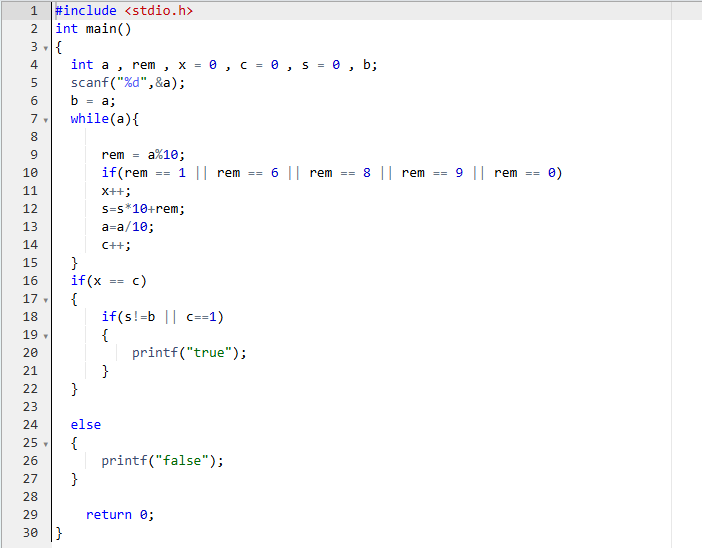 1 #include <stdio.h>
2 int main()
3 {
4 int a , rem , x = 0 , c = 0 , s = 0 , b;
5 scanf("%d",&a);
6 b = a;
7 while(a){
8
9 rem = a%10;
10 if(rem == 1 || rem == 6 || rem == 8 || rem == 9 || rem == 0)
11 x++;
12 s=s*10+rem;
13 a=a/10;
14 c++;
15 }
16 if(x == c)
17 {
18 if(s!=b || c==1)
19 {
20 printf("true");
21 }
22 }
23
24 else
25 {
26 printf("false");
27 }
28
29 return 0;
30 }